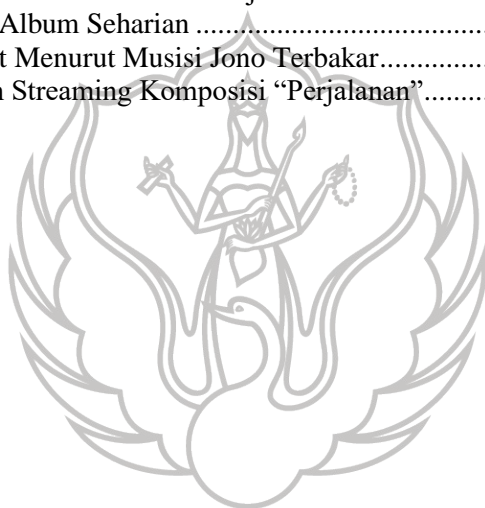 Album Seharian ..........................................
t Menurut Musisi Jono Terbakar................
Streaming Komposisi “Perjalanan”.........